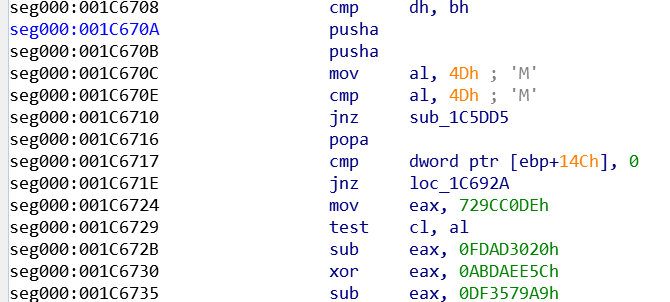 seg000:001C6708 cmp dh, bh
seg000:001C670A pusha
seg000:001C670B pusha
seg000:001C670C mov al, 4Dh ; 'M'
seg000:001C670E cmp al, 4Dh ; 'M'
seg000:001C6710 jnz sub_1C5DD5
seg000:001C6716 popa
seg000:001C6717 cmp dword ptr [ebp+14Ch], 0
seg000:001C671E jnz loc_1C692A
seg000:001C6724 mov eax, 729CC0DEh
seg000:001C6729 test cl, al
seg000:001C672B sub eax, 0FDAD3020h
seg000:001C6730 xor eax, 0ABDAEE5Ch
seg000:001C6735 sub eax, 0DF3579A9h